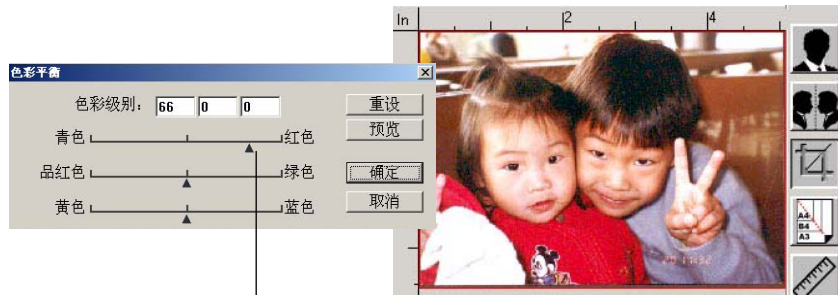 色彩平衡
色彩级别： 66 0 0
重设
青色 红色
预览
品红色 绿色
确定
黄色 蓝色
取消
In 2 4
A4
B4
A3